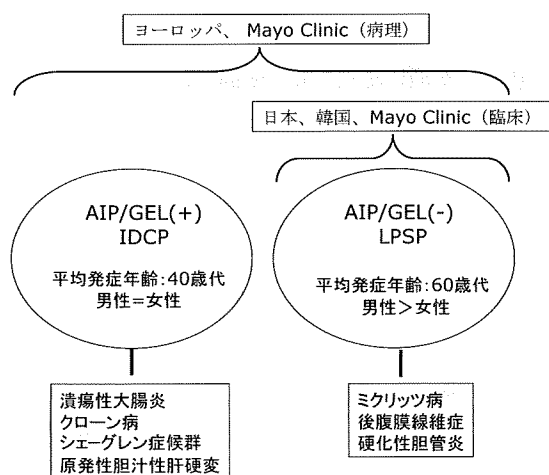 ヨーロッパ、 Mayo Clinic（病理）
日本、韓国、Mayo Clinic（臨床）
AIP/GEL(+)
IDCP
平均発症年齢:40歳代
男性=女性
AIP/GEL(-)
LPSP
平均発症年齢:60歳代
男性>女性
潰瘍性大腸炎
クローン病
シェーグレン症候群
原発性胆汁性肝硬変
ミクリッツ病
後腹膜線維症
硬化性胆管炎